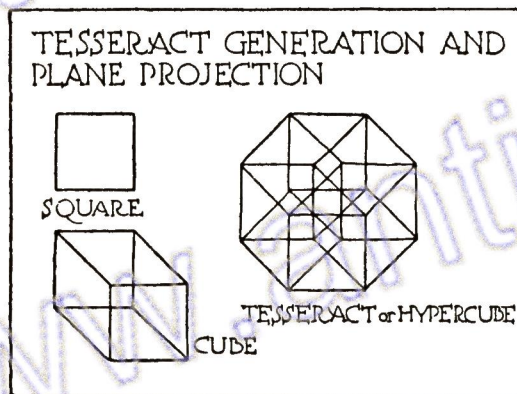 TESSERACT GENERATION AND
PLANE PROJECTION
SQUARE
TESSERACT or HYPERCUBE
CUBE